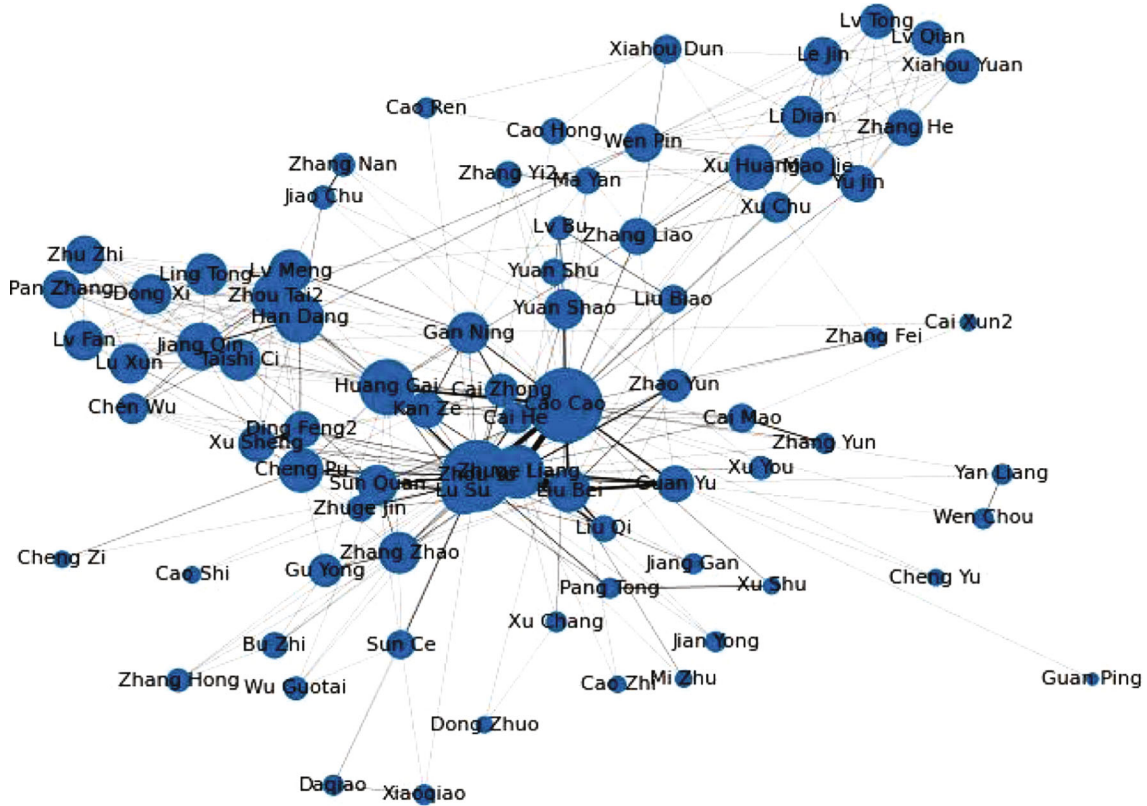 Lv Tong
Lv Qian
Xiahou Dun
Le Jin
Xiahou Yuan
Cao Ren
Li Dian
Cao Hong
Zhang He
Wen Pin
Zhang Nan
Xu Huang
Mao Jie
Zhang Yi2
Ma Yan
Yu Jin
Jiao Chu
Xu Chu
Lv Bu
Zhang Liao
Zhu Zhi
Ling Tong
Lv Meng
Yuan Shu
Pan Zhang
Dong Xi
Zhou Tai2
Liu Biao
Yuan Shao
Han Dang
Cai Xun2
Gan Ning
Zhang Fei
Lv Fan
Jiang Qin
Lu Xun
Taishi Ci
Huang Gai
Cai Zhong
Zhao Yun
Cao Cao
Chen Wu
Kan Ze
Cai He
Cai Mao
Ding Feng2
Xu Sheng
Zhang Yun
Cheng Pu
Zhuge Liang
Xu You
Yan Liang
Sun Quan
Lu Su
Liu Bei
Guan Yu
Zhuge Jin
Wen Chou
Liu Qi
Zhang Zhao
Cheng Zi
Cao Shi
Gu Yong
Jiang Gan
Cheng Yu
Pang Tong
Xu Shu
Xu Chang
Bu Zhi
Sun Ce
Jian Yong
Zhang Hong
Wu Guotai
Cao Zhi
Mi Zhu
Guan Ping
Dong Zhuo
Daqiao
Xiaoqiao